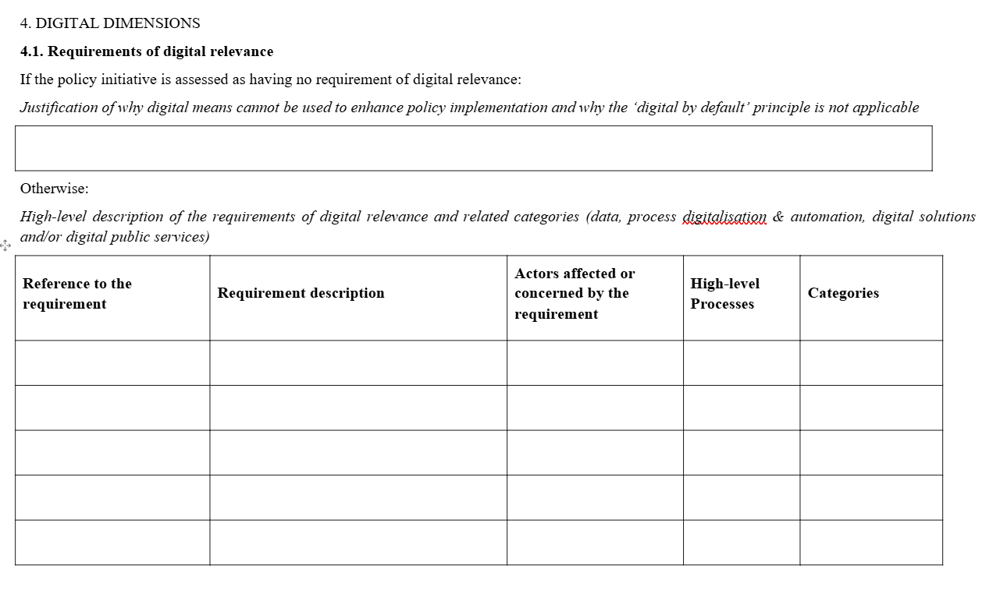 4. DIGITAL DIMENSIONS
4.1. Requirements of digital relevance
If the policy initiative is assessed as having no requirement of digital relevance:
Justification of why digital means cannot be used to enhance policy implementation and why the ‘digital by default’ principle is not applicable
Otherwise:
High-level description of the requirements of digital relevance and related categories (data, process digitalisation & automation, digital solutions
and/or digital public services)
Reference to the
requirement
Requirement description
Actors affected or
concerned by the
requirement
High-level
Processes
Categories